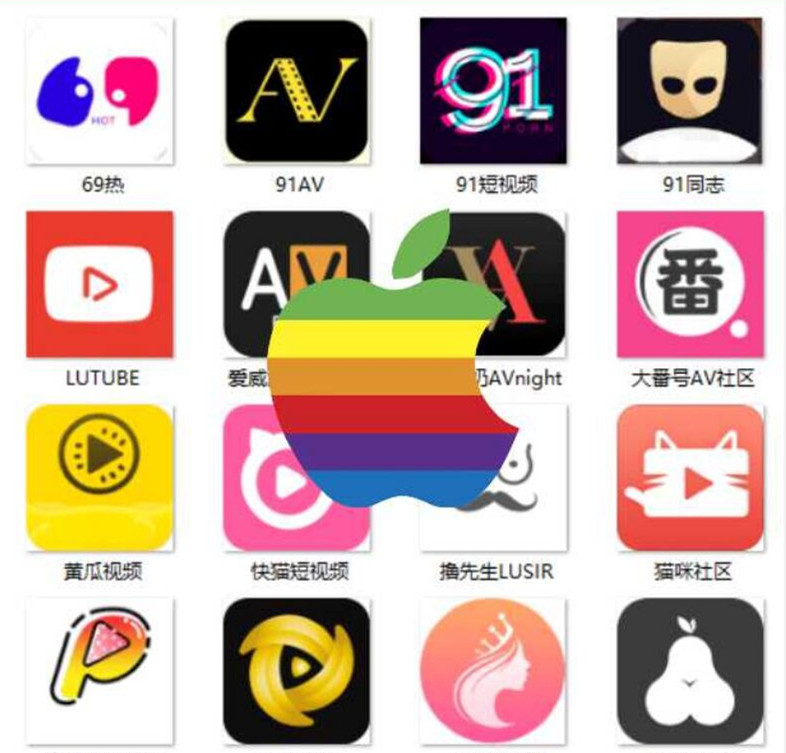 HOT
AV
91
PORN
69热
91AV
91短视频
91同志
AV
番
LUTUBE
爱威
奶AVnight
大番号AV社区
黄瓜视频
快猫短视频
撸先生LUSIR
猫咪社区